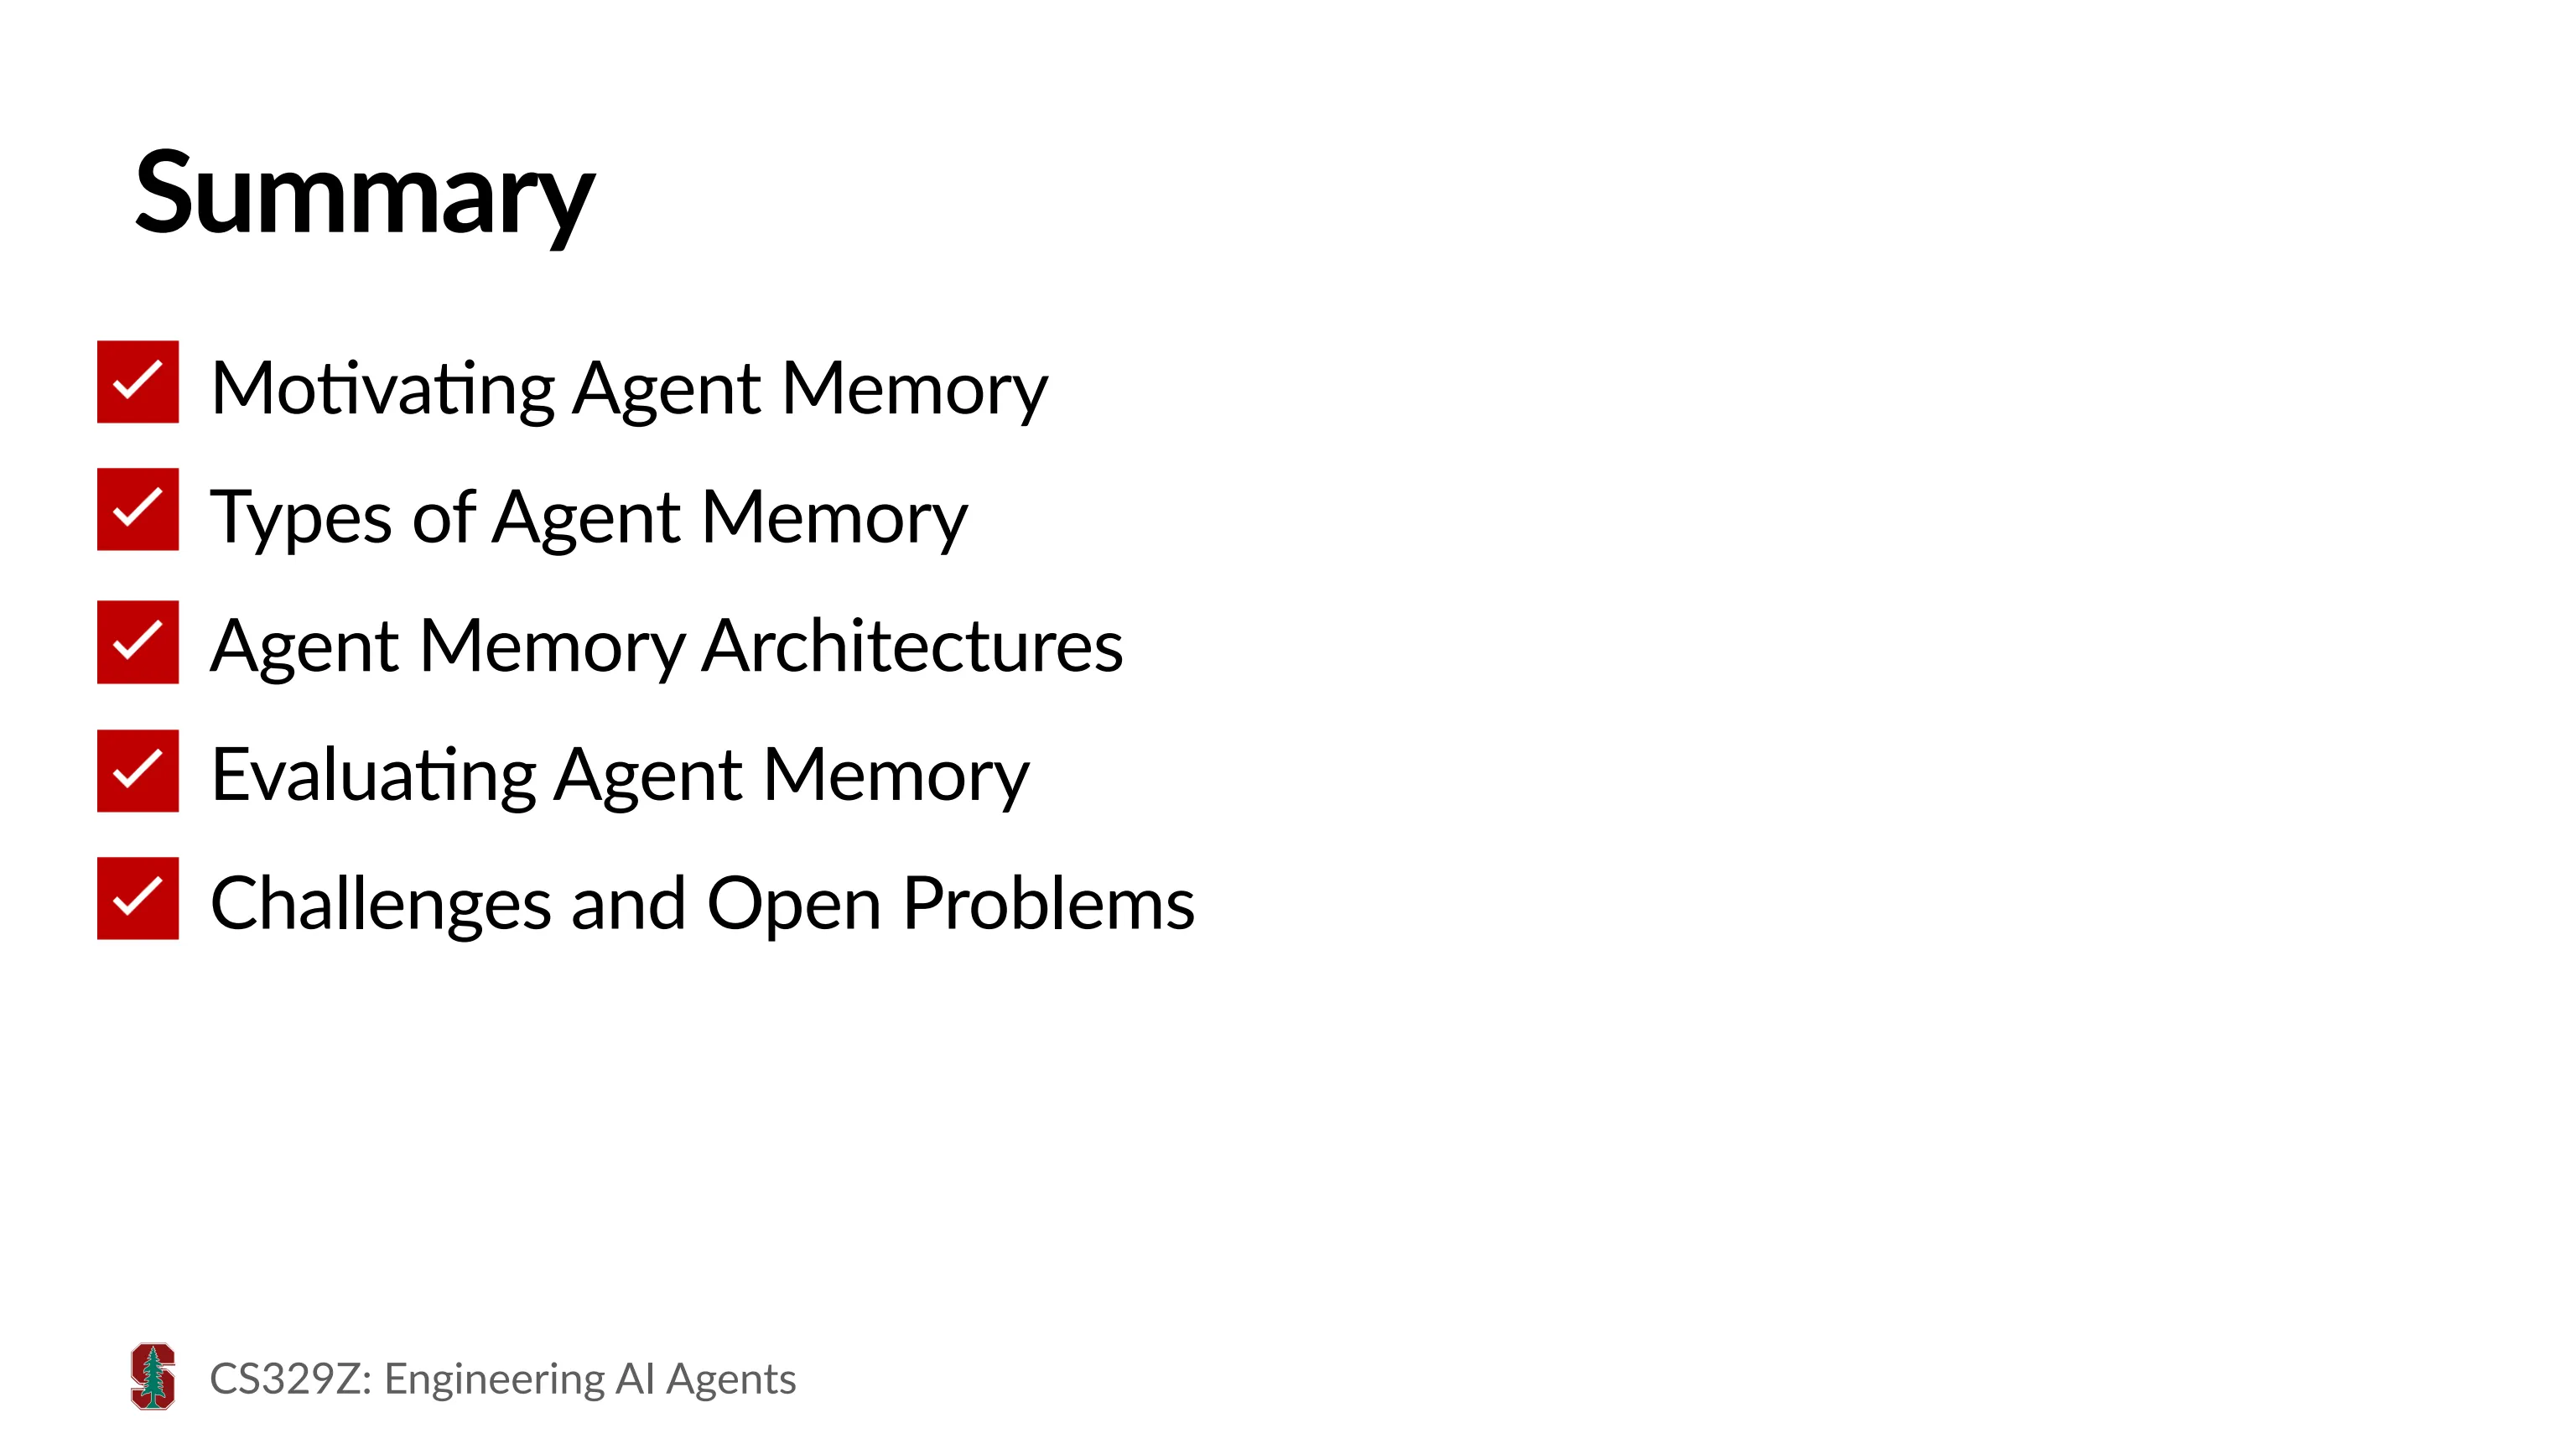 Summary
Motivating Agent Memory
Types of Agent Memory
Agent Memory Architectures
Evaluating Agent Memory
Challenges and Open Problems
CS329Z: Engineering AI Agents